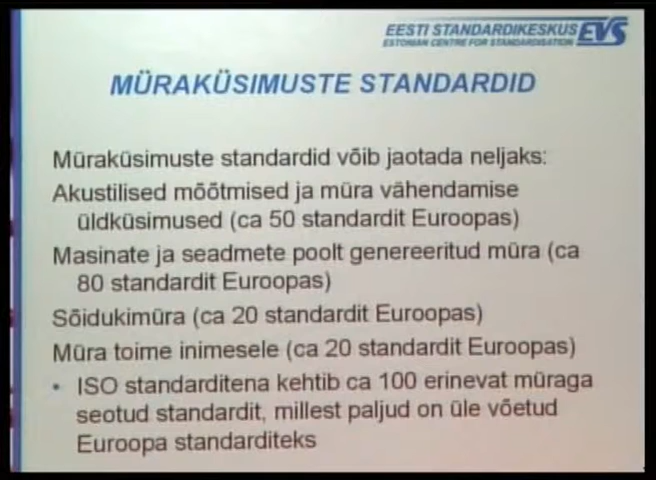 EESTI STANDARDIKESKUS EVS
ESTONIAN CENTRE FOR STANDARDISATION
MÜRAKÜSIMUSTE STANDARDID
Müraküsimuste standardid võib jaotada neljaks:
Akustilised mõõtmised ja müra vähendamise
üldküsimused (ca 50 standardit Euroopas)
Masinate ja seadmete poolt genereeritud müra (ca
80 standardit Euroopas)
Sõidukimüra (ca 20 standardit Euroopas)
Müra toime inimesele (ca 20 standardit Euroopas)
• ISO standarditena kehtib ca 100 erinevat müraga
seotud standardit, millest paljud on üle võetud
Euroopa standarditeks